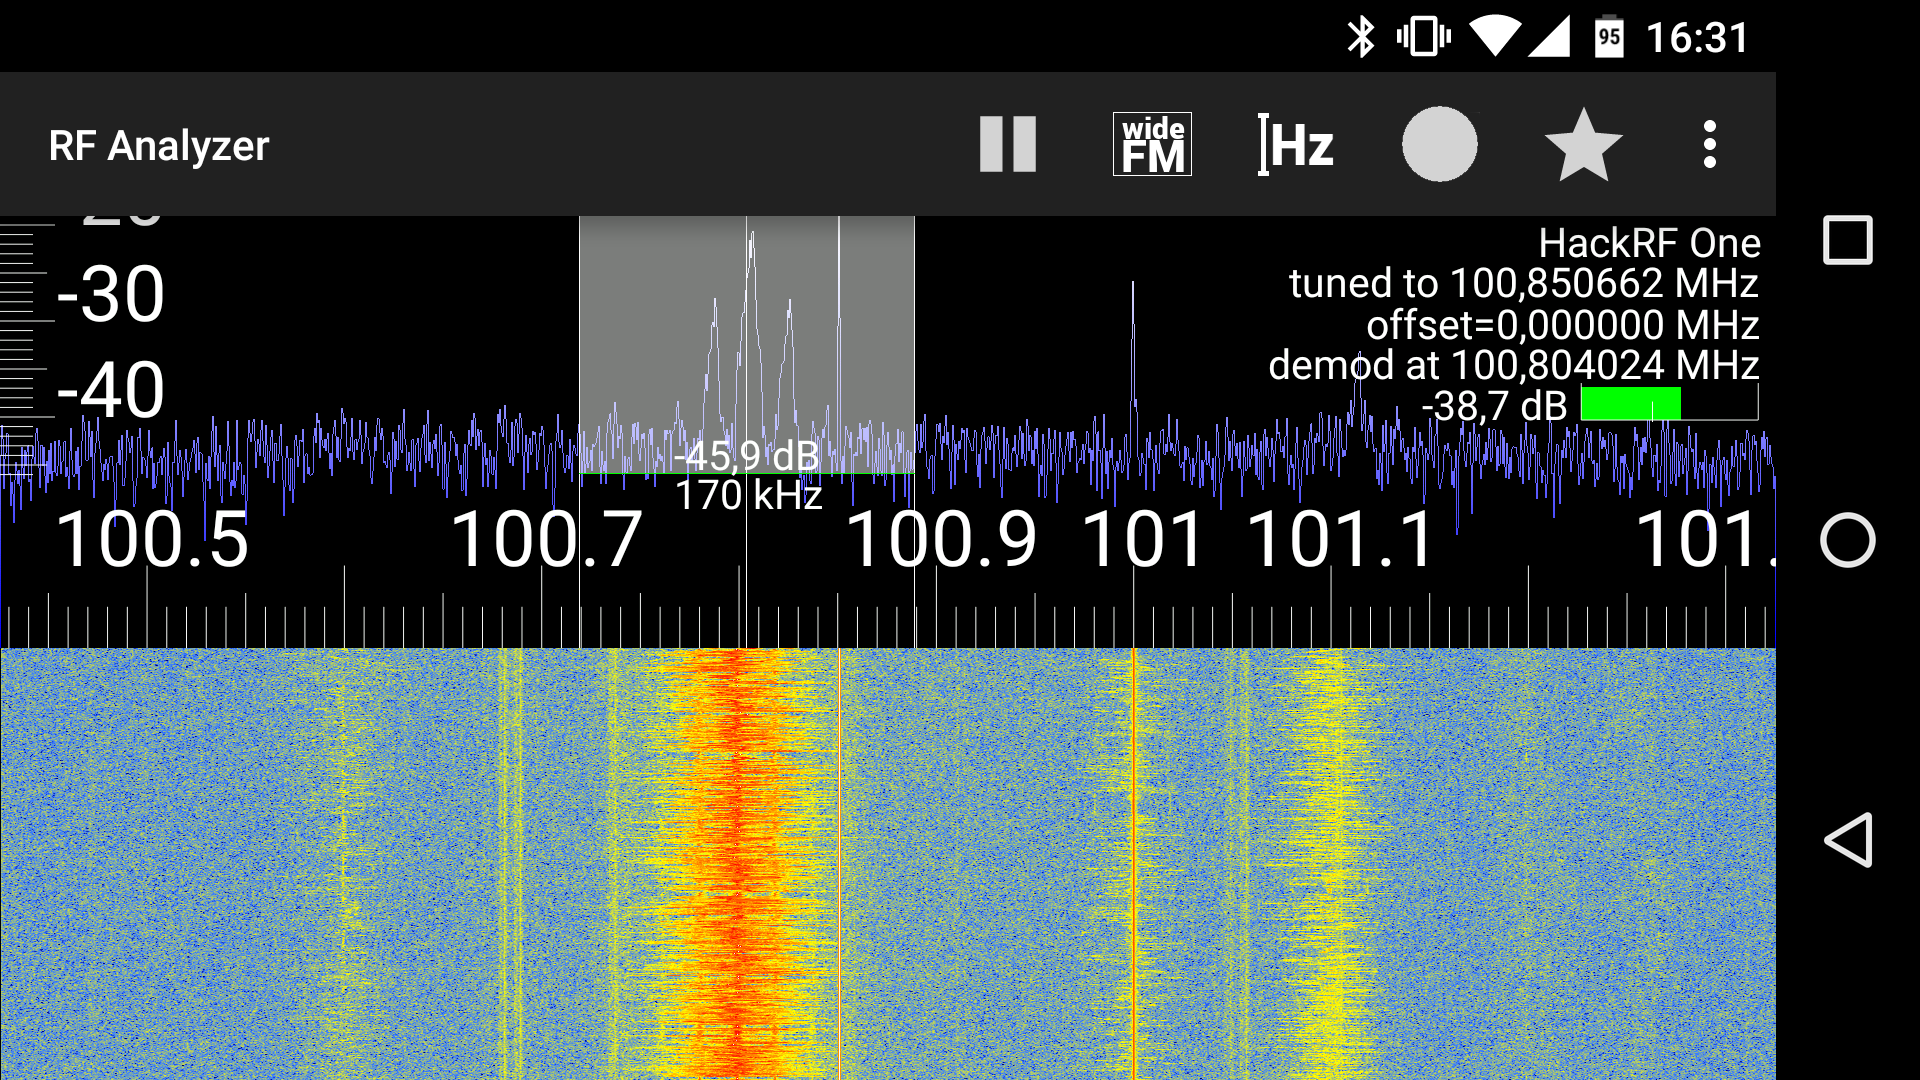 95 16:31
RF Analyzer
wide
FM
Hz
-30
-40
HackRF One
tuned to 100,850662 MHz
offset=0,000000 MHz
demod at 100,804024 MHz
-38,7 dB
-45,9 dB
170 kHz
100.5 100.7 100.9 101 101.1 101.